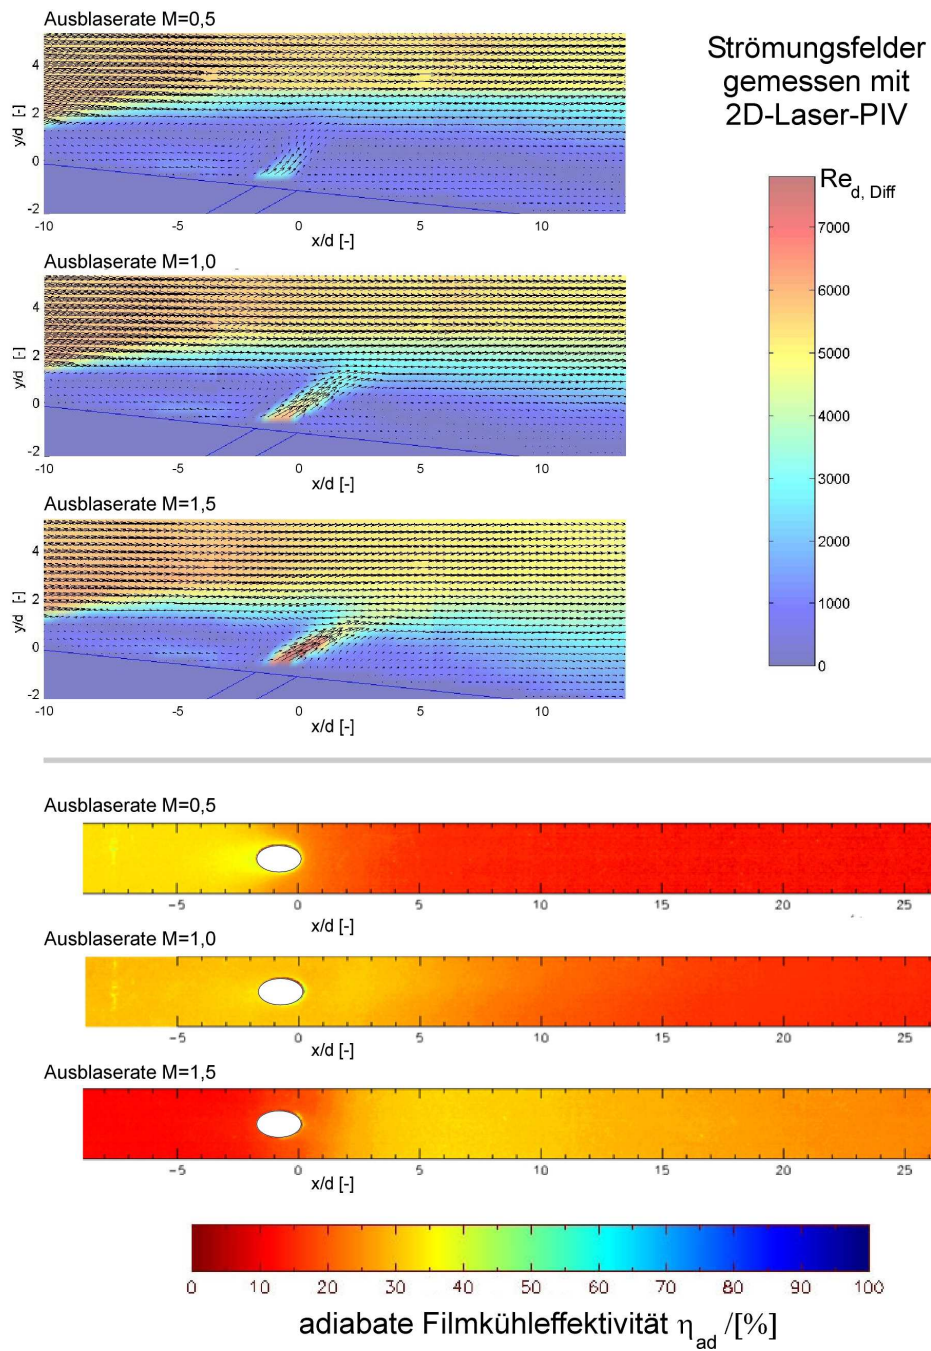 Ausblaserate M=0,5
Strömungsfelder
gemessen mit
2D-Laser-PIV
4
2
0
-2
y/d [-]
-10
-5
0
5
10
x/d [-]
Re d, Diff
7000
6000
5000
4000
3000
2000
1000
0
Ausblaserate M=1,0
4
2
0
-2
y/d [-]
-10
-5
0
5
10
x/d [-]
Ausblaserate M=1,5
4
2
0
-2
y/d [-]
-10
-5
0
5
10
x/d [-]
Ausblaserate M=0,5
-5 0 5 10 15 20 25
x/d [-]
Ausblaserate M=1,0
-5 0 5 10 15 20 25
x/d [-]
Ausblaserate M=1,5
-5 0 5 10 15 20 25
x/d [-]
0 10 20 30 40 50 60 70 80 90 100
adiabate Filmkühleffektivität η ad /[%]